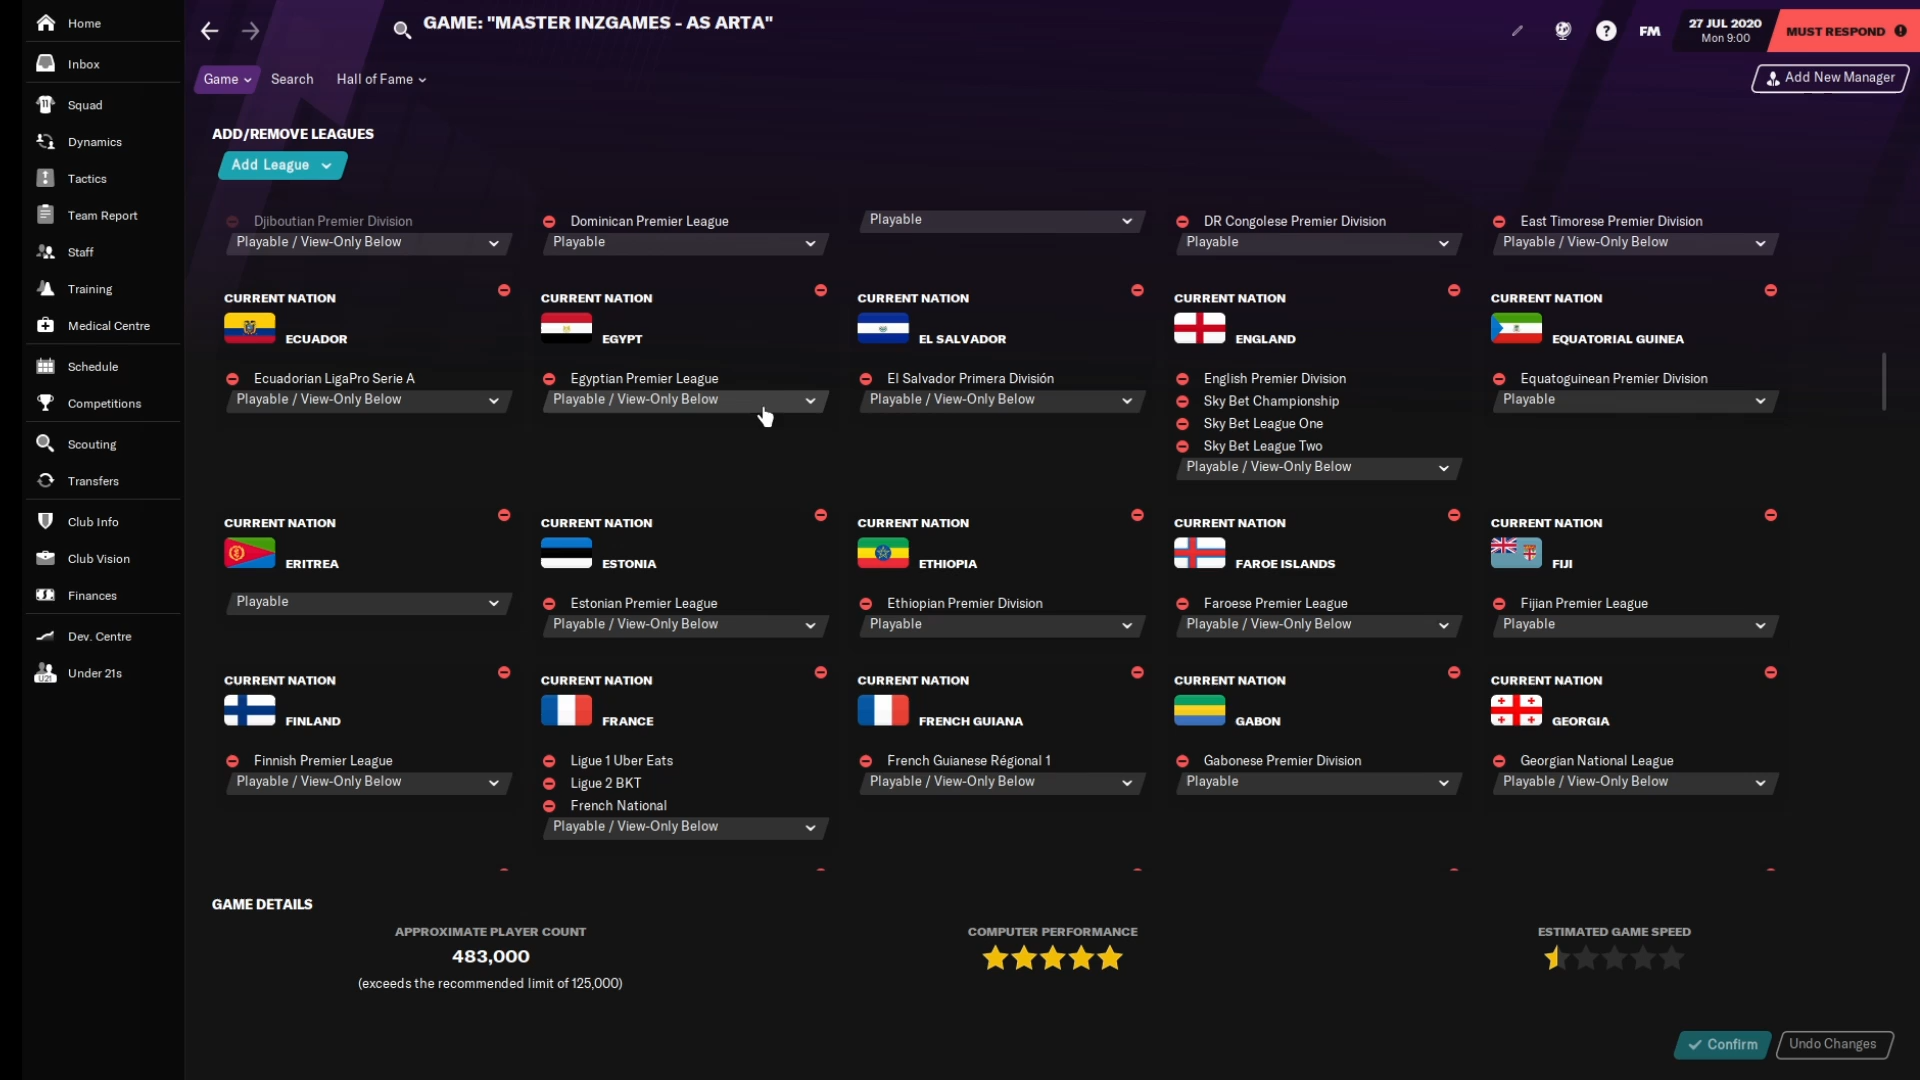 Home
GAME: "MASTER INZGAMES - AS ARTA"
FM
27 JUL 2020
Mon 9:00
MUST RESPOND
Inbox
Squad
Dynamics
Tactics
Team Report
Staff
Training
Medical Centre
Schedule
Competitions
Scouting
Transfers
Club Info
Club Vision
Finances
Dev. Centre
U21
Under 21s
Game
Search
Hall of Fame
Add New Manager
ADD/REMOVE LEAGUES
Add League
Djiboutian Premier Division
Playable / View-Only Below
Dominican Premier League
Playable
Playable
DR Congolese Premier Division
Playable
East Timorese Premier Division
Playable / View-Only Below
CURRENT NATION
ECUADOR
Ecuadorian LigaPro Serie A
Playable / View-Only Below
CURRENT NATION
EGYPT
Egyptian Premier League
Playable / View-Only Below
CURRENT NATION
EL SALVADOR
El Salvador Primera División
Playable / View-Only Below
CURRENT NATION
ENGLAND
English Premier Division
Sky Bet Championship
Sky Bet League One
Sky Bet League Two
Playable / View-Only Below
CURRENT NATION
EQUATORIAL GUINEA
Equatoguinean Premier Division
Playable
CURRENT NATION
ERITREA
Playable
CURRENT NATION
ESTONIA
Estonian Premier League
Playable / View-Only Below
CURRENT NATION
ETHIOPIA
Ethiopian Premier Division
Playable
CURRENT NATION
FAROE ISLANDS
Faroese Premier League
Playable / View-Only Below
CURRENT NATION
FIJI
Fijian Premier League
Playable
CURRENT NATION
FINLAND
Finnish Premier League
Playable / View-Only Below
CURRENT NATION
FRANCE
Ligue 1 Uber Eats
Ligue 2 BKT
French National
Playable / View-Only Below
CURRENT NATION
FRENCH GUIANA
French Guianese Régional 1
Playable / View-Only Below
CURRENT NATION
GABON
Gabonese Premier Division
Playable
CURRENT NATION
GEORGIA
Georgian National League
Playable / View-Only Below
GAME DETAILS
APPROXIMATE PLAYER COUNT
483,000
(exceeds the recommended limit of 125,000)
COMPUTER PERFORMANCE
ESTIMATED GAME SPEED
Confirm
Undo Changes